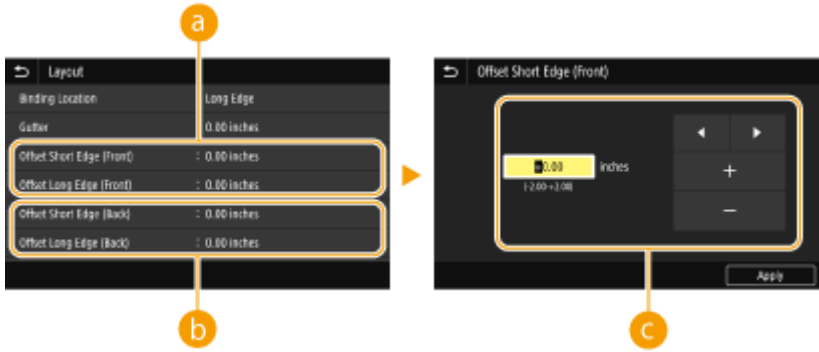 a
Layout
Binding Location Long Edge
Gutter 0.00 inches
Offset Short Edge (Front) : 0.00 inches
Offset Long Edge (Front) : 0.00 inches
Offset Short Edge (Back) : 0.00 inches
Offset Long Edge (Back) : 0.00 inches
b
Offset Short Edge (Front)
0.00 inches
(-2.00-+2.00)
+
−
Apply
c